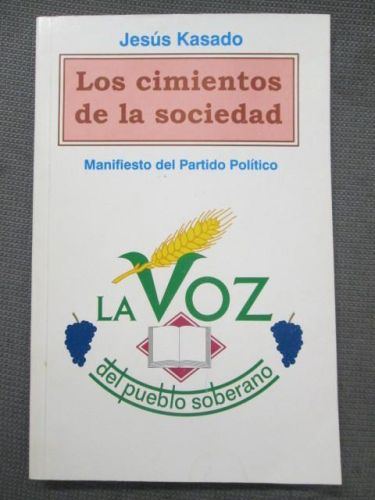 Jesús Kasado
Los cimientos
de la sociedad
Manifiesto del Partido Político
LA VOZ
del pueblo soberano